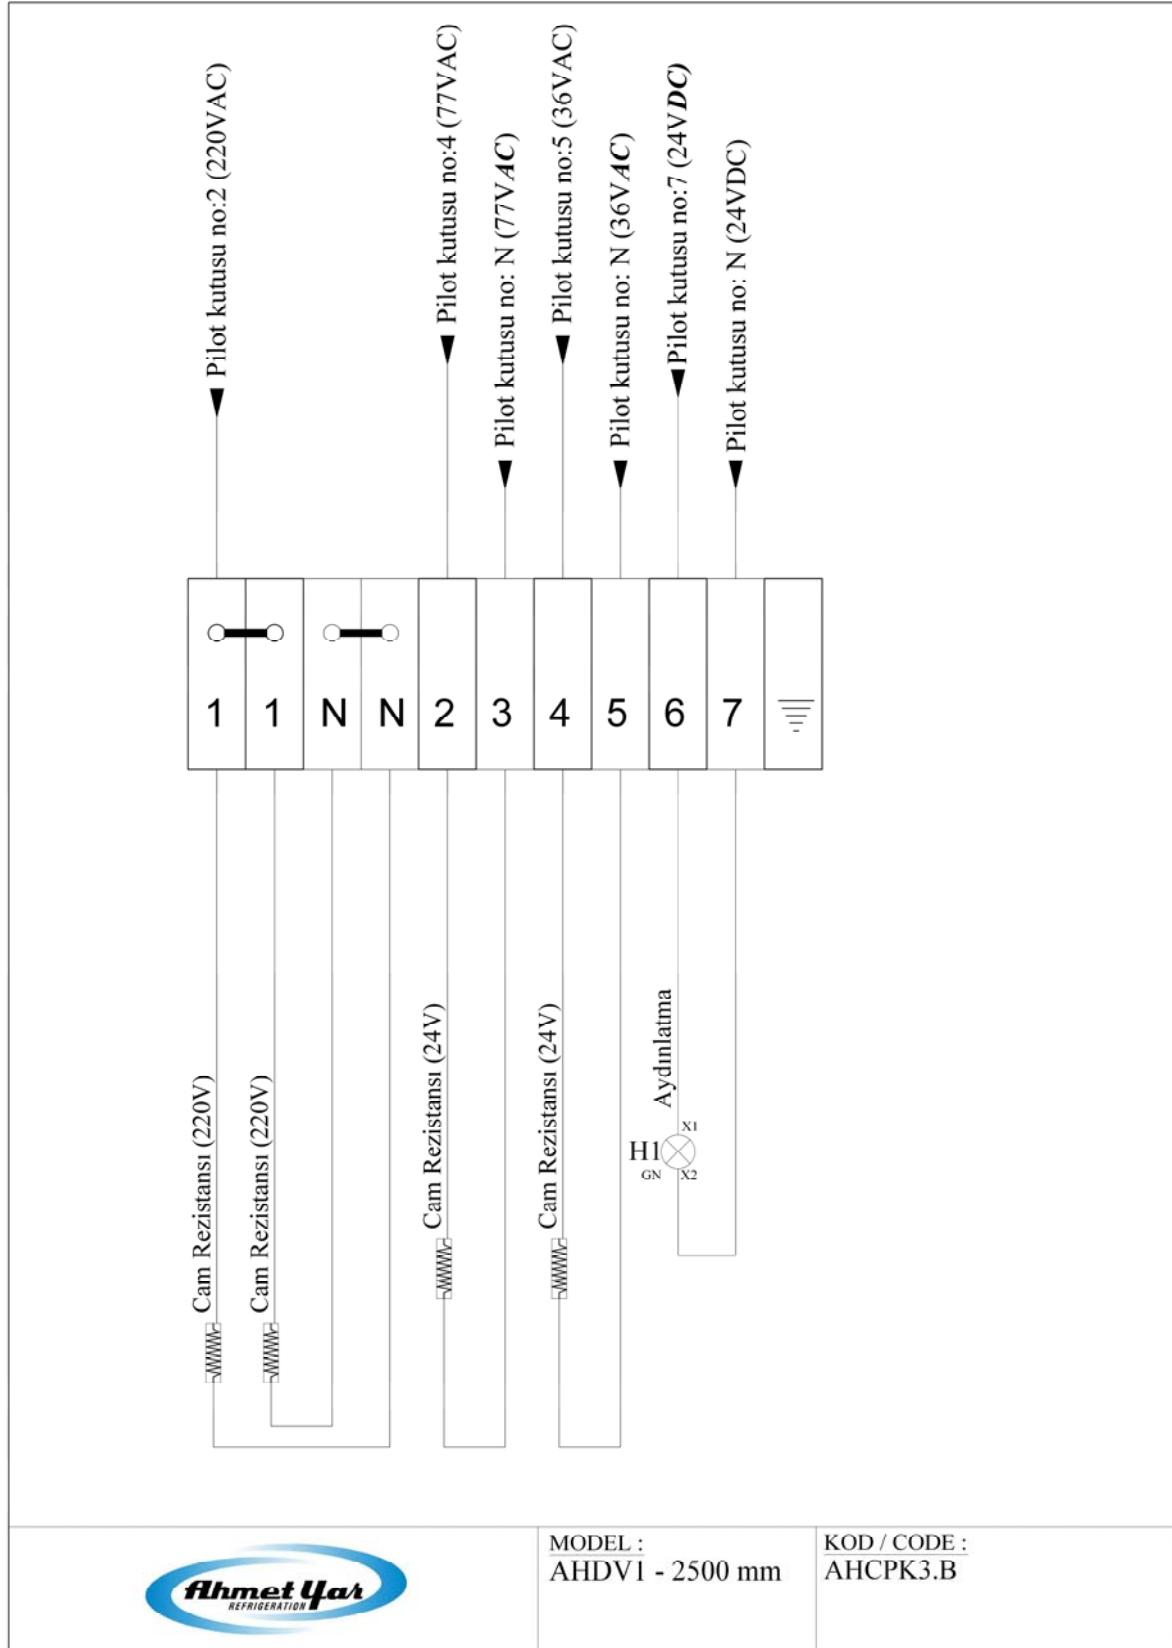 Pilot kutusu no:2 (220VAC)
Pilot kutusu no:4 (77VAC)
Pilot kutusu no: N (77VAC)
Pilot kutusu no:5 (36VAC)
Pilot kutusu no: N (36VAC)
Pilot kutusu no:7 (24VDC)
Pilot kutusu no: N (24VDC)
1 1 N N 2 3 4 5 6 7
Cam Rezistansı (220V)
Cam Rezistansı (220V)
Cam Rezistansı (24V)
Cam Rezistansı (24V)
Aydınlatma
H1
GN
X1
X2
Ahmet Yar
REFRIGERATION
MODEL :
AHDV1 - 2500 mm
KOD / CODE :
AHCPK3.B